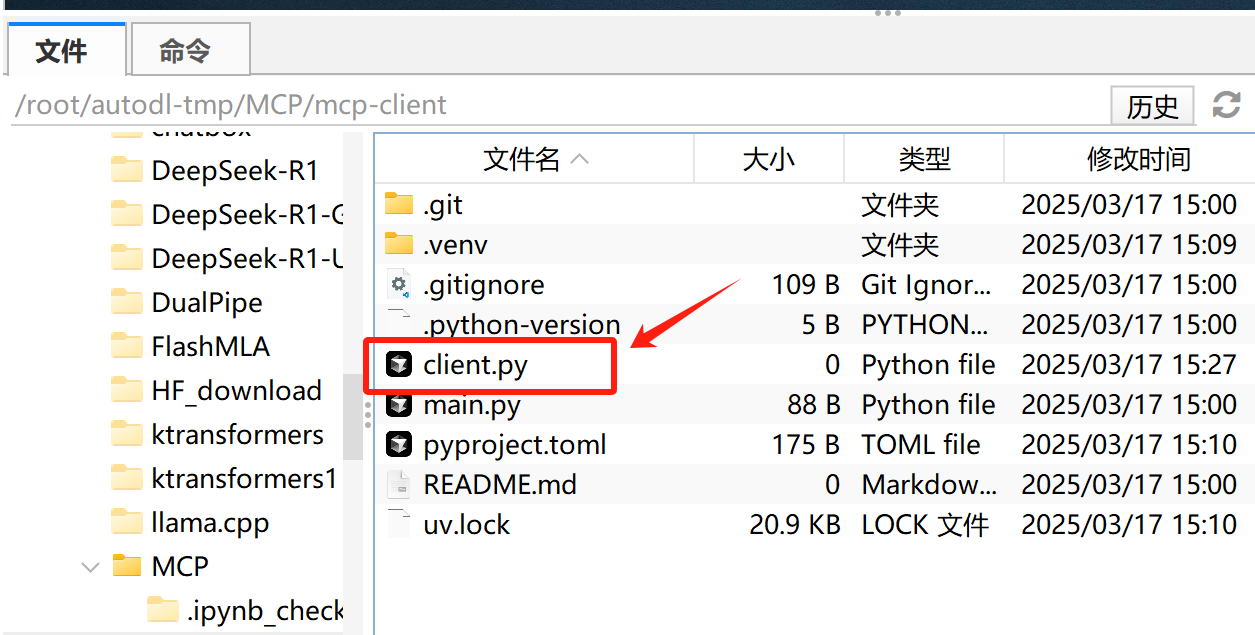 文件 命令
/root/autodl-tmp/MCP/mcp-client 历史
chatbox
DeepSeek-R1
DeepSeek-R1-G
DeepSeek-R1-U
DualPipe
FlashMLA
HF_download
ktransformers
ktransformers1
llama.cpp
MCP
.ipynb_check
文件名 大小 类型 修改时间
.git 文件夹 2025/03/17 15:00
.venv 文件夹 2025/03/17 15:09
.gitignore 109 B Git Ignor... 2025/03/17 15:00
.python-version 5 B PYTHON... 2025/03/17 15:00
client.py 0 Python file 2025/03/17 15:27
main.py 88 B Python file 2025/03/17 15:00
pyproject.toml 175 B TOML file 2025/03/17 15:10
README.md 0 Markdow... 2025/03/17 15:00
uv.lock 20.9 KB LOCK 文件 2025/03/17 15:10